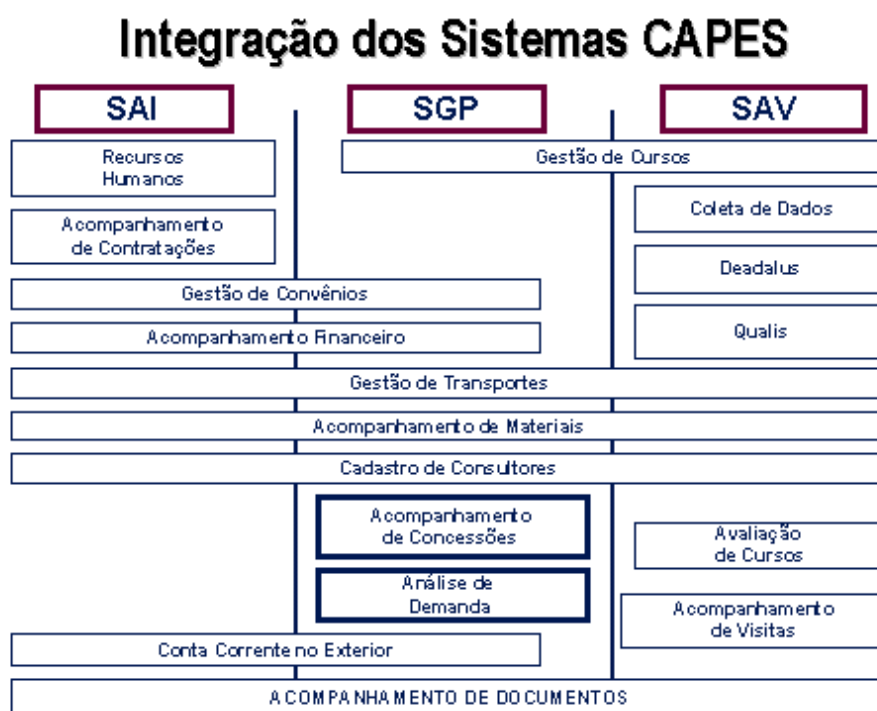 Integração dos Sistemas CAPES
SAI
SGP
SAV
Recursos
Humanos
Gestão de Cursos
Acompanhamento
de Contratações
Coleta de Dados
Deadalus
Gestão de Convênios
Acompanhamento Financeiro
Qualis
Gestão de Transportes
Acompanhamento de Materiais
Cadastro de Consultores
Acompanhamento
de Concessões
Avaliação
de Cursos
Análise de
Demanda
Acompanhamento
de Visitas
Conta Corrente no Exterior
ACOMPANHAMENTO DE DOCUMENTOS